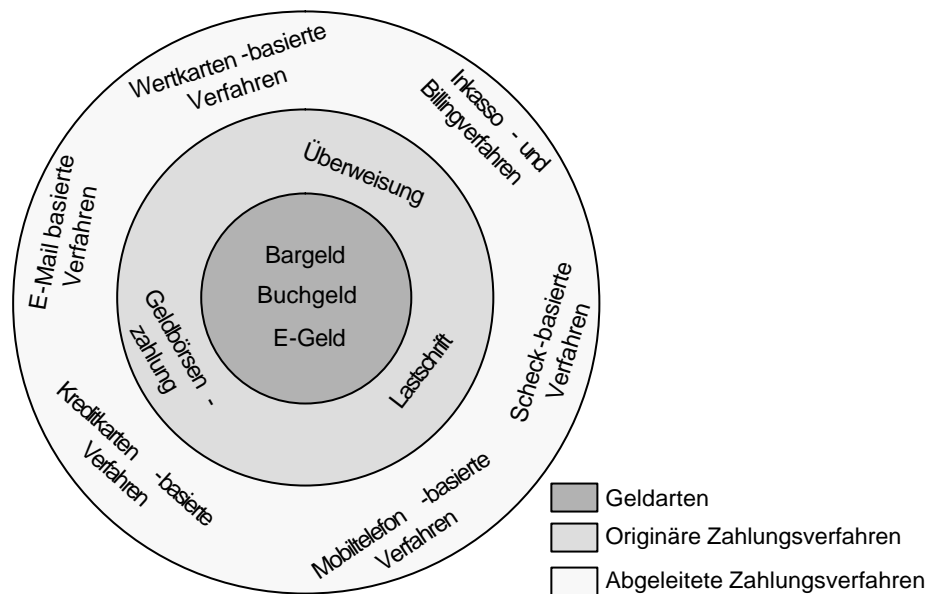 Wertkarten -basierte
Verfahren
Inkasso - und
Billingverfahren
E-Mail basierte
Verfahren
Überweisung
Bargeld
Buchgeld
E-Geld
Geldbörsen -
zahlung
Lastschrift
Scheck-basierte
Verfahren
Kreditkarten -basierte
Verfahren
Mobiltelefon -basierte
Verfahren
Geldarten
Originäre Zahlungsverfahren
Abgeleitete Zahlungsverfahren